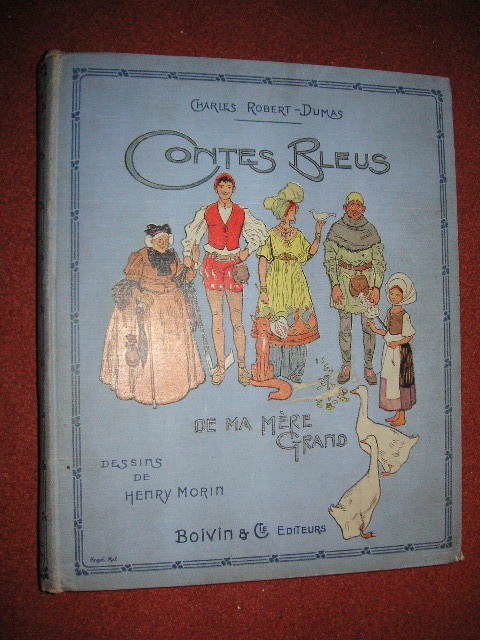 CHARLES ROBERT-DUMAS
CONTES BLEUS
DE MA MÈRE
GRAND
DESSINS
DE
HENRY MORIN
BOIVIN & CIE EDITEURS